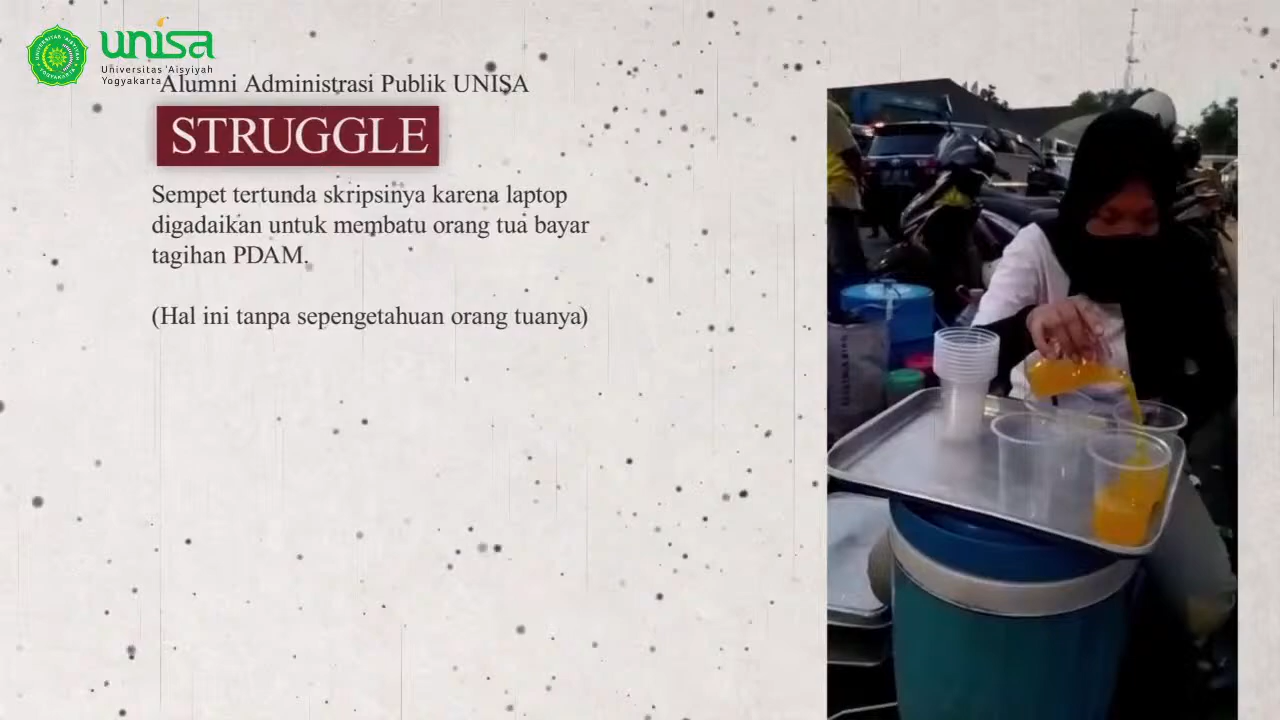 unisa
Universitas 'Aisyiyah
Yogyakarta
Alumni Administrasi Publik UNISA
STRUGGLE
Sempet tertunda skripsinya karena laptop
digadaikan untuk membatu orang tua bayar
tagihan PDAM.
(Hal ini tanpa sepengetahuan orang tuanya)